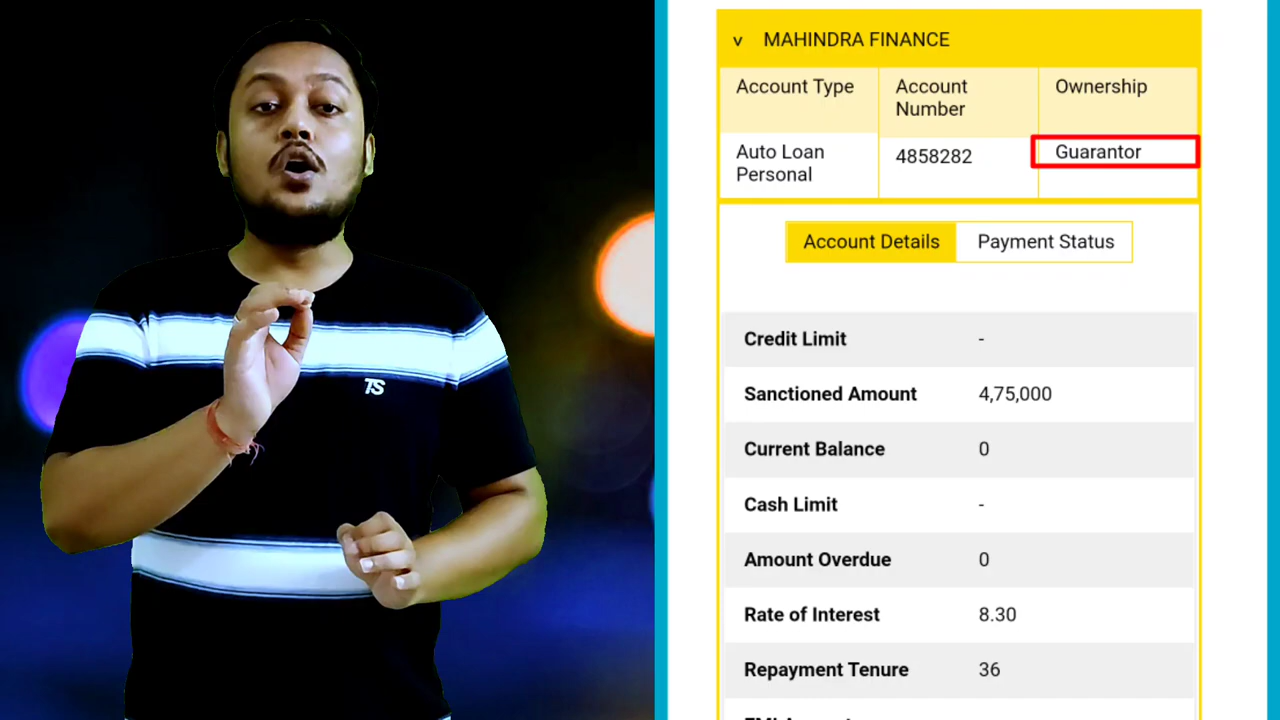 v MAHINDRA FINANCE
Account Type
Account Number
Ownership
Auto Loan Personal
4858282
Guarantor
Account Details
Payment Status
Credit Limit -
Sanctioned Amount 4,75,000
Current Balance 0
Cash Limit -
Amount Overdue 0
Rate of Interest 8.30
Repayment Tenure 36
TS